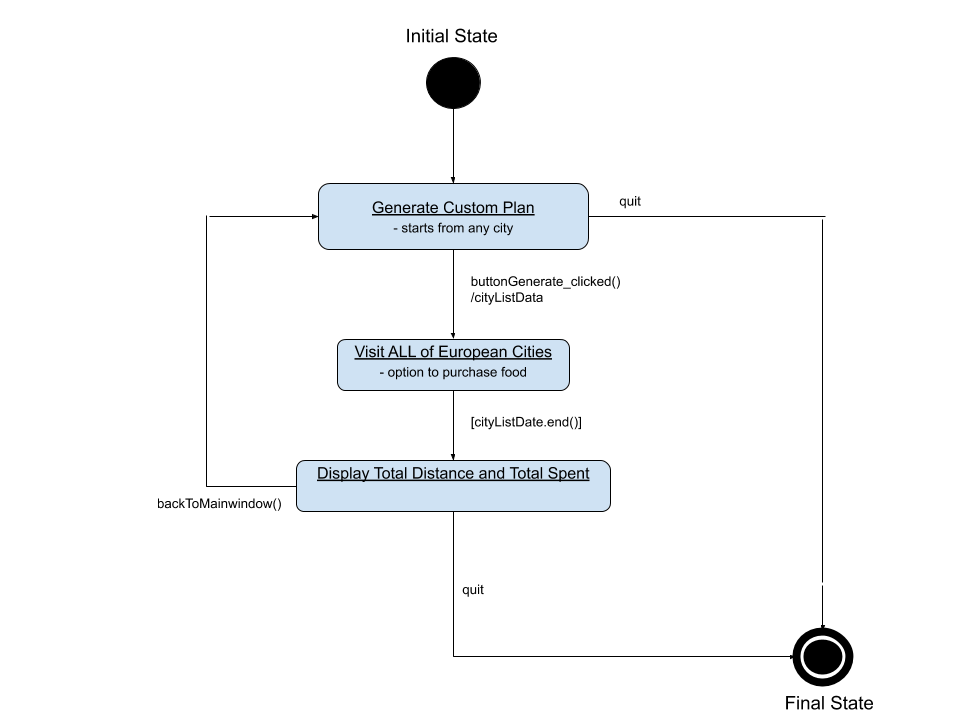 Initial State
Generate Custom Plan
- starts from any city
quit
buttonGenerate_clicked()
/cityListData
Visit ALL of European Cities
- option to purchase food
[cityListDate.end()]
Display Total Distance and Total Spent
backToMainwindow()
quit
Final State